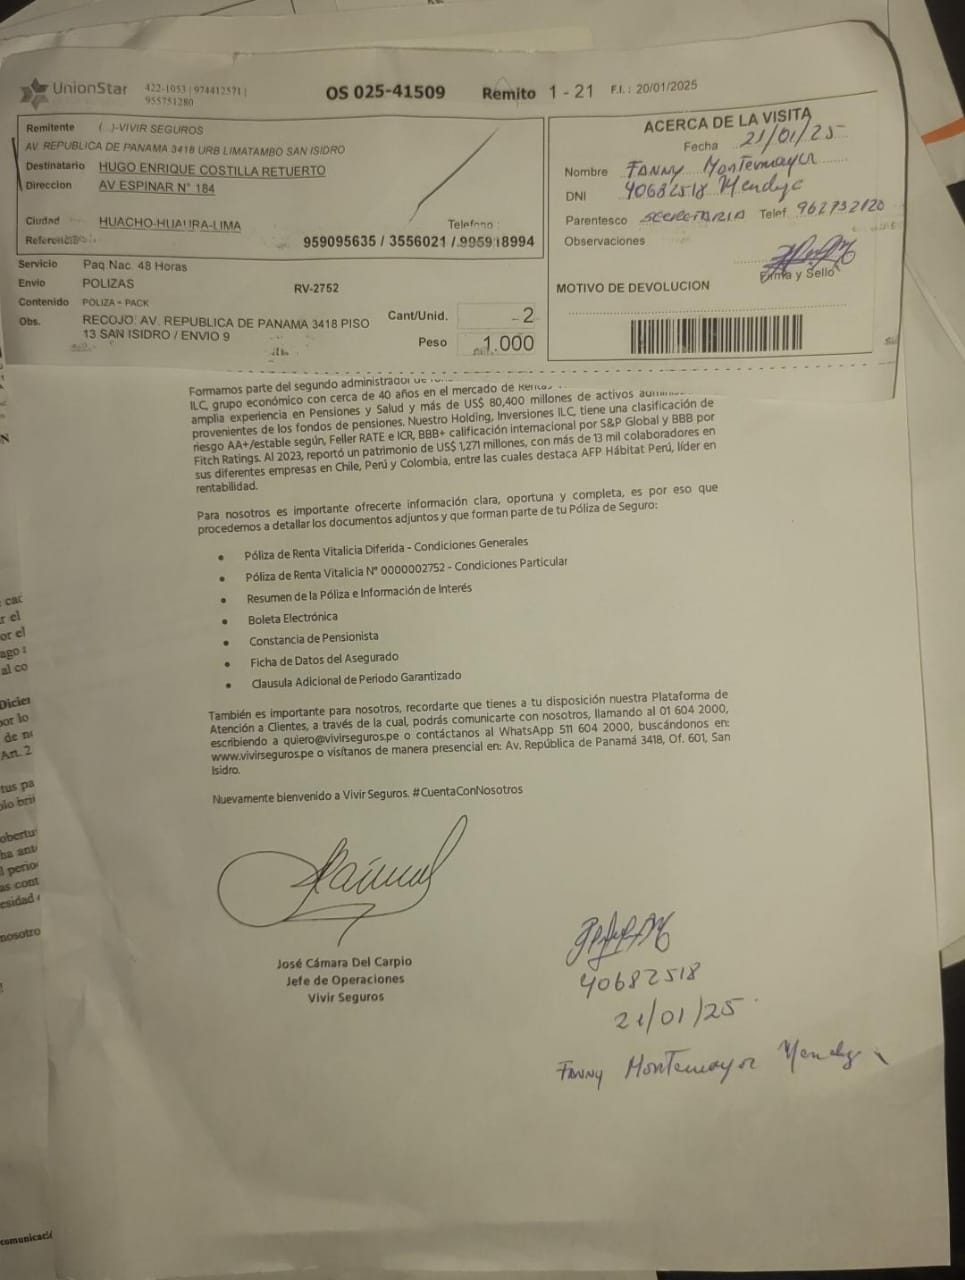 UnionStar
422-1053 | 974412571 |
955751280
OS 025-41509
Remito 1 - 21
F.I. : 20/01/2025
Remitente (...)-VIVIR SEGUROS
AV. REPUBLICA DE PANAMA 3418 URB LIMATAMBO SAN ISIDRO
Destinatario HUGO ENRIQUE COSTILLA RETUERTO
Direccion AV ESPINAR N° 184
Ciudad HUACHO-HUAURA-LIMA
Telefono :
Referencia
959095635 / 3556021 / 995918994
Servicio Paq.Nac. 48 Horas
Envio POLIZAS
RV-2752
Contenido POLIZA - PACK
Obs. RECOJO: AV. REPUBLICA DE PANAMA 3418 PISO
13 SAN ISIDRO / ENVIO 9
Cant/Unid. 2
Peso 1.000
ACERCA DE LA VISITA
Fecha 21/01/25
Nombre FANNY Montemayor
DNI 40682518
Parentesco SECRETARIA Telef. 962732120
Observaciones
Firma y Sello
MOTIVO DE DEVOLUCION
Formamos parte del segundo administrador de
ILC, grupo económico con cerca de 40 años en el mercado de Rentas
amplia experiencia en Pensiones y Salud y más de US$ 80,400 millones de activos
provenientes de los fondos de pensiones. Nuestro Holding, Inversiones ILC, tiene una clasificación de
riesgo AA+/estable según, Feller RATE e ICR, BBB+ calificación internacional por S&P Global y BBB por
Fitch Ratings. Al 2023, reportó un patrimonio de US$ 1,271 millones, con más de 13 mil colaboradores en
sus diferentes empresas en Chile, Perú y Colombia, entre las cuales destaca AFP Hábitat Perú, líder en
rentabilidad.
Para nosotros es importante ofrecerte información clara, oportuna y completa, es por eso que
procedemos a detallar los documentos adjuntos y que forman parte de tu Póliza de Seguro:
• Póliza de Renta Vitalicia Diferida - Condiciones Generales
• Póliza de Renta Vitalicia N° 0000002752 - Condiciones Particular
• Resumen de la Póliza e Información de Interés
• Boleta Electrónica
• Constancia de Pensionista
• Ficha de Datos del Asegurado
• Clausula Adicional de Periodo Garantizado
También es importante para nosotros, recordarte que tienes a tu disposición nuestra Plataforma de
Atención a Clientes, a través de la cual, podrás comunicarte con nosotros, llamando al 01 604 2000,
escribiendo a quiero@vivirseguros.pe o contáctanos al WhatsApp 511 604 2000, buscándonos en:
www.vivirseguros.pe o visítanos de manera presencial en: Av. República de Panamá 3418, Of. 601, San
Isidro.
Nuevamente bienvenido a Vivir Seguros. #CuentaConNosotros
José Cámara Del Carpio
Jefe de Operaciones
Vivir Seguros
40682518
21/01/25
FANNY Montemayor